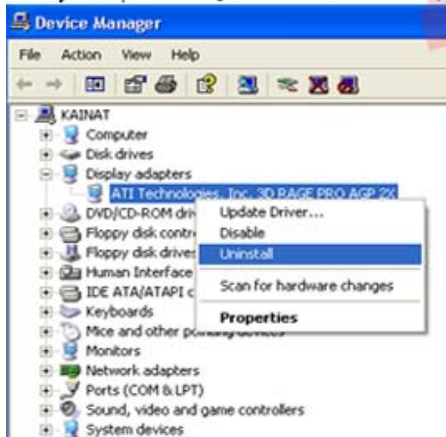 Device Manager
File Action View Help
KAINAT
Computer
Disk drives
Display adapters
ATI Technologies, Inc. 3D RAGE PRO AGP 2X
DVD/CD-ROM driv
Update Driver...
Floppy disk contro
Disable
Floppy disk drives
Uninstall
Human Interface
IDE ATA/ATAPI c
Scan for hardware changes
Keyboards
Properties
Mice and other pointing devices
Monitors
Network adapters
Ports (COM & LPT)
Sound, video and game controllers
System devices